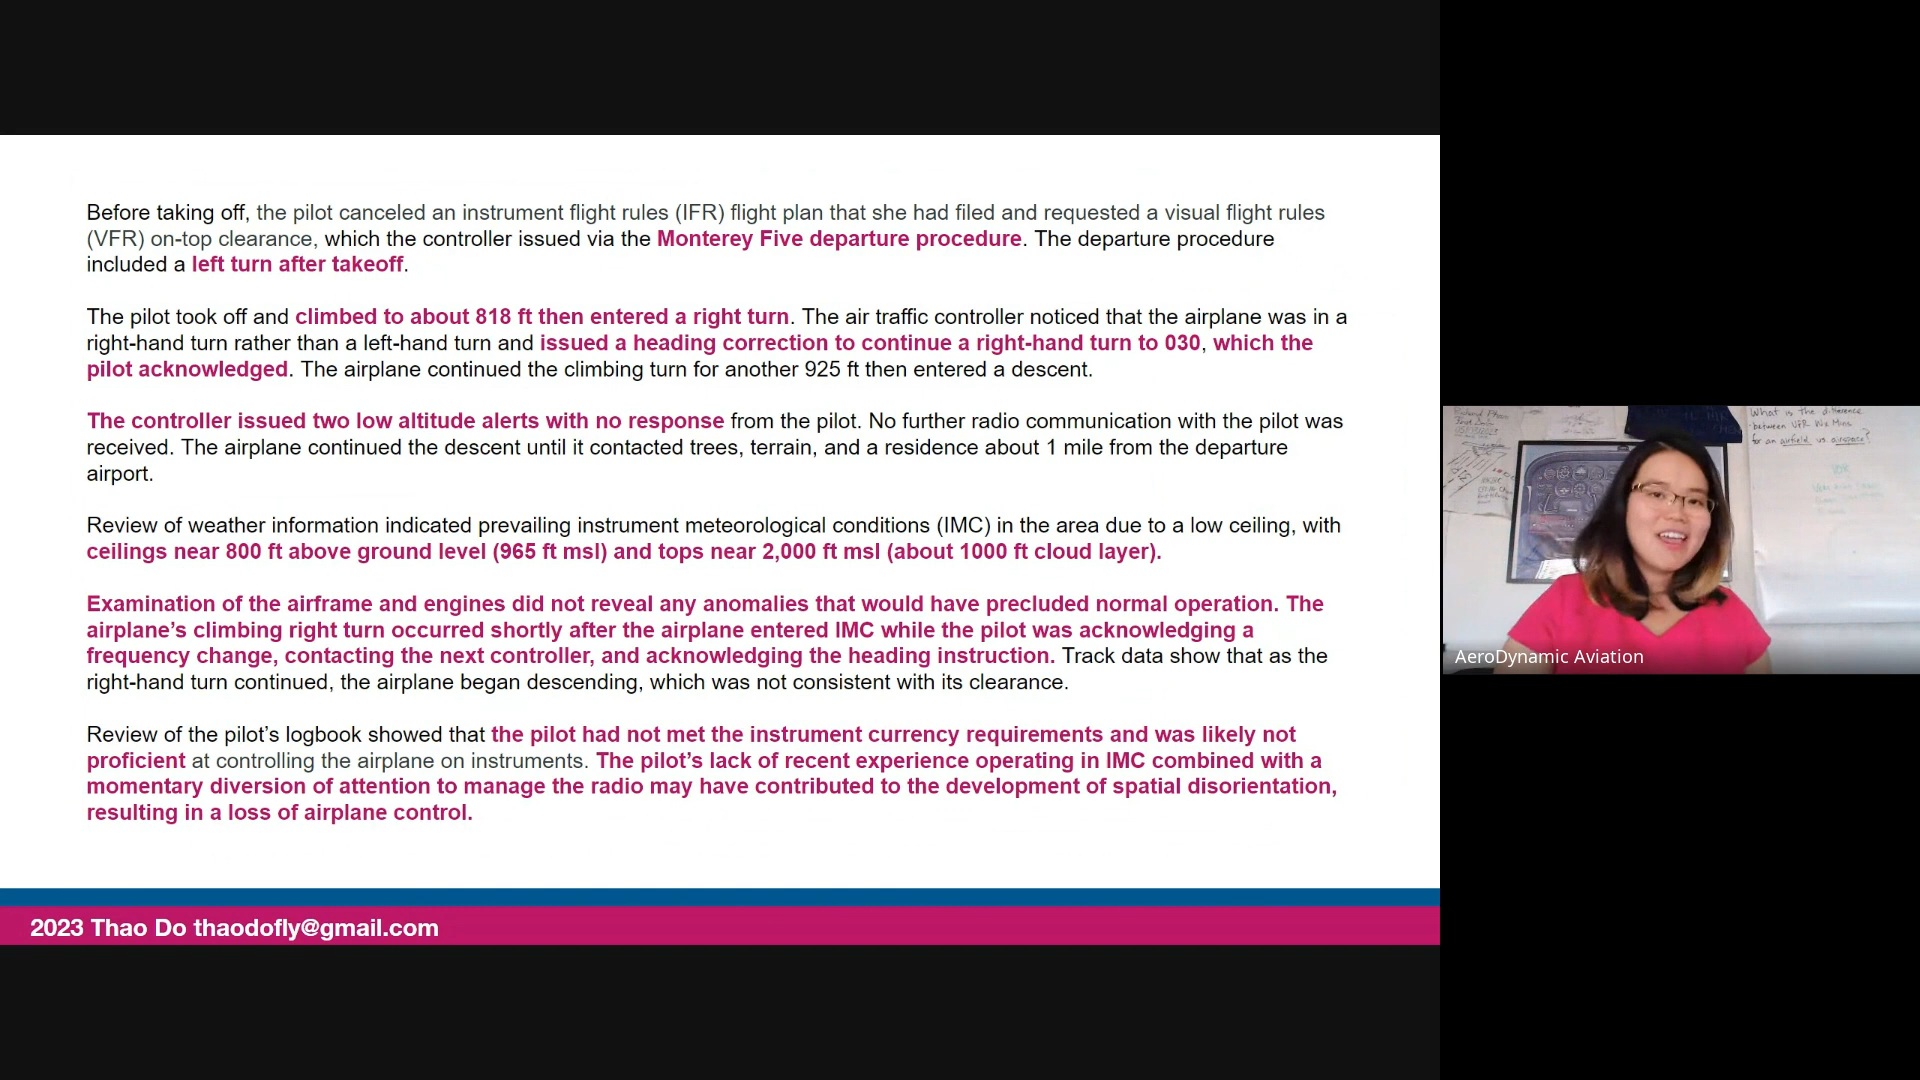 Before taking off, the pilot canceled an instrument flight rules (IFR) flight plan that she had filed and requested a visual flight rules
(VFR) on-top clearance, which the controller issued via the Monterey Five departure procedure. The departure procedure
included a left turn after takeoff.
The pilot took off and climbed to about 818 ft then entered a right turn. The air traffic controller noticed that the airplane was in a
right-hand turn rather than a left-hand turn and issued a heading correction to continue a right-hand turn to 030, which the
pilot acknowledged. The airplane continued the climbing turn for another 925 ft then entered a descent.
The controller issued two low altitude alerts with no response from the pilot. No further radio communication with the pilot was
received. The airplane continued the descent until it contacted trees, terrain, and a residence about 1 mile from the departure
airport.
Review of weather information indicated prevailing instrument meteorological conditions (IMC) in the area due to a low ceiling, with
ceilings near 800 ft above ground level (965 ft msl) and tops near 2,000 ft msl (about 1000 ft cloud layer).
Examination of the airframe and engines did not reveal any anomalies that would have precluded normal operation. The
airplane’s climbing right turn occurred shortly after the airplane entered IMC while the pilot was acknowledging a
frequency change, contacting the next controller, and acknowledging the heading instruction. Track data show that as the
right-hand turn continued, the airplane began descending, which was not consistent with its clearance.
Review of the pilot’s logbook showed that the pilot had not met the instrument currency requirements and was likely not
proficient at controlling the airplane on instruments. The pilot’s lack of recent experience operating in IMC combined with a
momentary diversion of attention to manage the radio may have contributed to the development of spatial disorientation,
resulting in a loss of airplane control.
2023 Thao Do thaodofly@gmail.com
What is the difference
between VFR Wx Mins
for an airfield vs airspace?
AeroDynamic Aviation